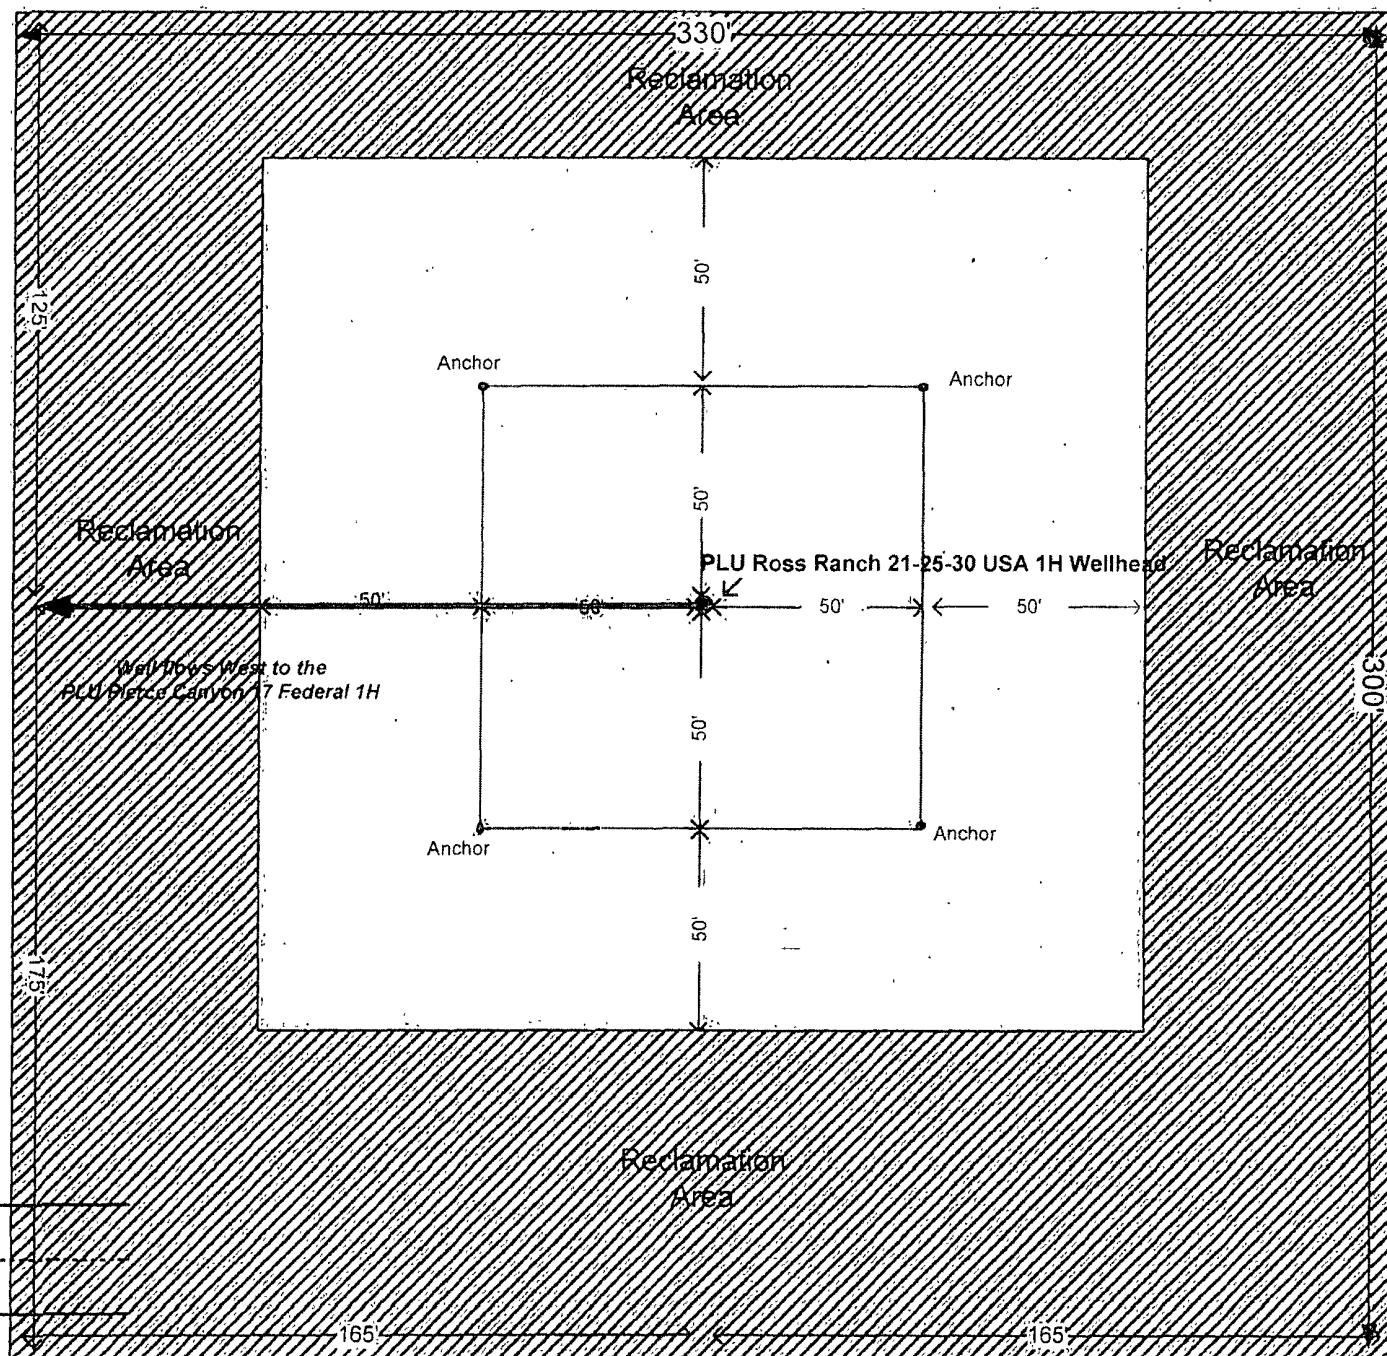 330'
Reclamation
Area
50'
125'
Anchor
Anchor
50'
Reclamation
Area
PLU Ross Ranch 21-25-30 USA 1H Wellhead
Reclamation
Area
50'
50'
50'
50'
Well flows West to the
PLU Pierce Canyon 17 Federal 1H
300'
50'
Anchor
Anchor
50'
175'
Reclamation
Area
165'
165'